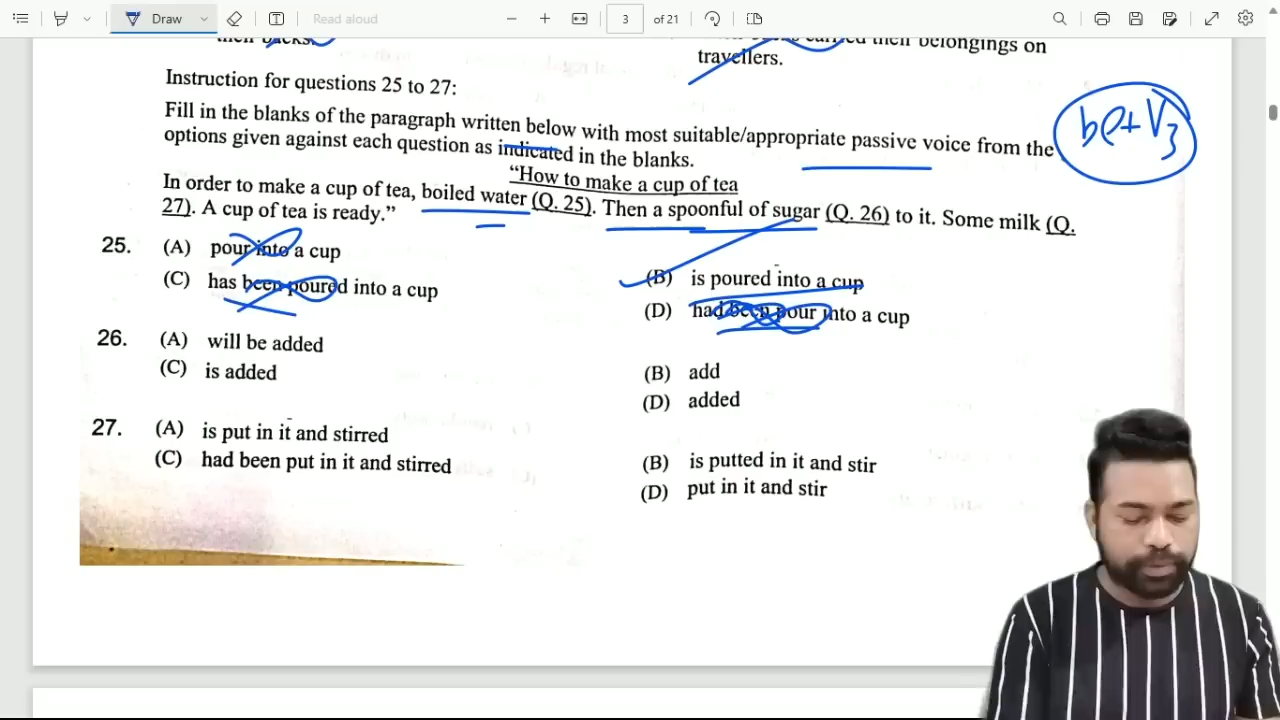 Draw
Read aloud
3
of 21
their backs.
their belongings on
travellers.
Instruction for questions 25 to 27:
Fill in the blanks of the paragraph written below with most suitable/appropriate passive voice from the
options given against each question as indicated in the blanks.
be+V3
“How to make a cup of tea
In order to make a cup of tea, boiled water (Q. 25). Then a spoonful of sugar (Q. 26) to it. Some milk (Q.
27). A cup of tea is ready.”
25. (A) pour into a cup
(B) is poured into a cup
(C) has been poured into a cup
(D) had been pour into a cup
26. (A) will be added
(B) add
(C) is added
(D) added
27. (A) is put in it and stirred
(B) is putted in it and stir
(C) had been put in it and stirred
(D) put in it and stir